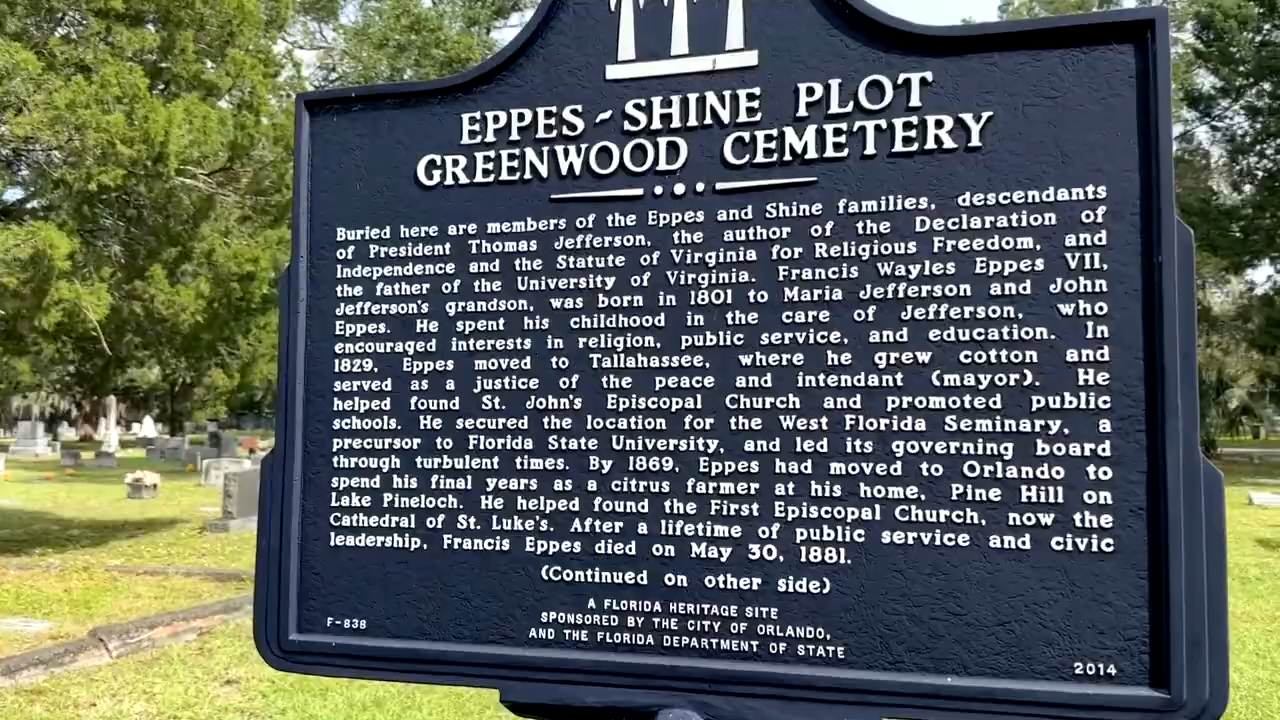 EPPES-SHINE PLOT
GREENWOOD CEMETERY
Buried here are members of the Eppes and Shine families, descendants
of President Thomas Jefferson, the author of the Declaration of
Independence and the Statute of Virginia for Religious Freedom, and
the father of the University of Virginia. Francis Wayles Eppes VII,
Jefferson's grandson, was born in 1801 to Maria Jefferson and John
Eppes. He spent his childhood in the care of Jefferson, who
encouraged interests in religion, public service, and education. In
1829, Eppes moved to Tallahassee, where he grew cotton and
served as a justice of the peace and intendant (mayor). He
helped found St. John's Episcopal Church and promoted public
schools. He secured the location for the West Florida Seminary, a
precursor to Florida State University, and led its governing board
through turbulent times. By 1869, Eppes had moved to Orlando to
spend his final years as a citrus farmer at his home, Pine Hill on
Lake Pineloch. He helped found the First Episcopal Church, now the
Cathedral of St. Luke's. After a lifetime of public service and civic
leadership, Francis Eppes died on May 30, 1881.
(Continued on other side)
A FLORIDA HERITAGE SITE
SPONSORED BY THE CITY OF ORLANDO,
AND THE FLORIDA DEPARTMENT OF STATE
F-838
2014